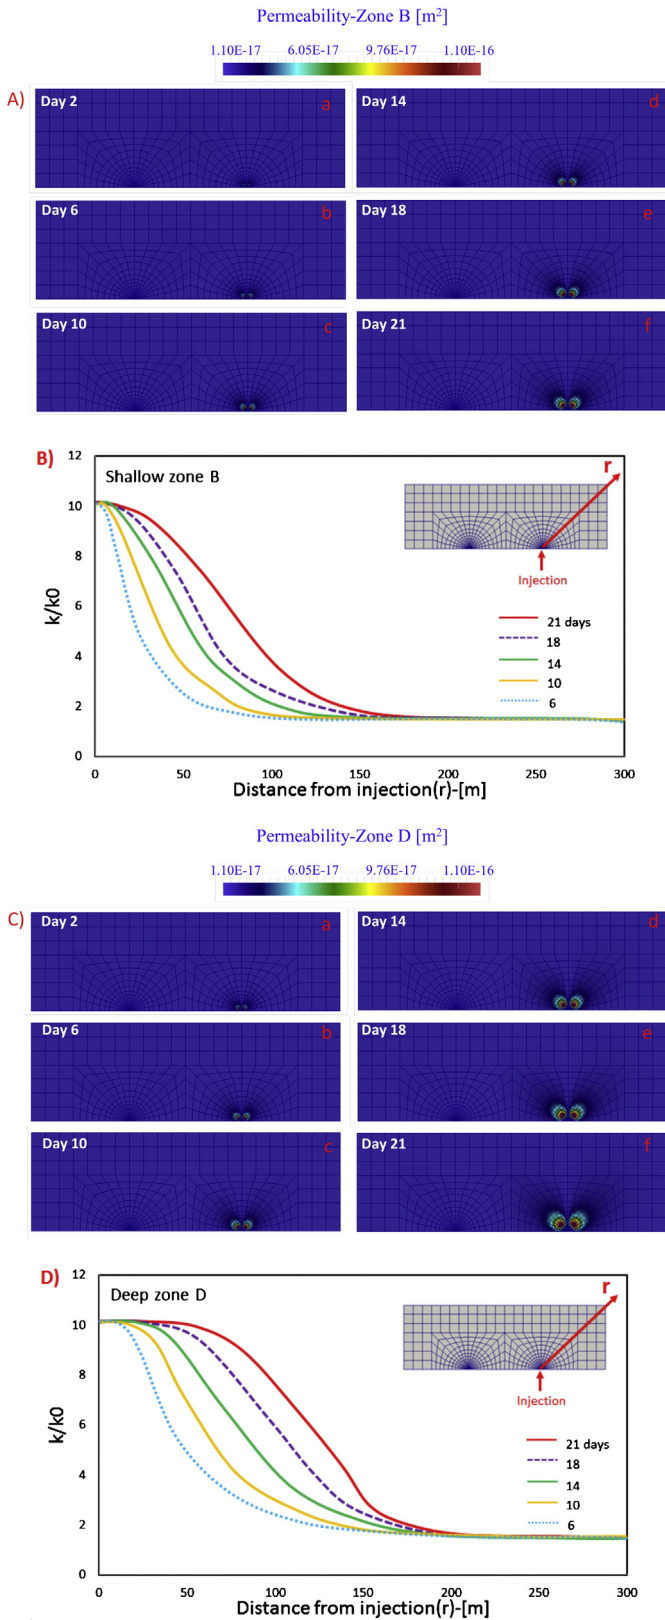 Permeability-Zone B [m²]
1.10E-17 6.05E-17 9.76E-17 1.10E-16
A)
Day 2 a
Day 14 d
Day 6 b
Day 18 e
Day 10 c
Day 21 f
B)
Shallow zone B
r
Injection
21 days
18
14
10
6
k/k0
12
10
8
6
4
2
0
0 50 100 150 200 250 300
Distance from injection(r)-[m]
Permeability-Zone D [m²]
1.10E-17 6.05E-17 9.76E-17 1.10E-16
C)
Day 2 a
Day 14 d
Day 6 b
Day 18 e
Day 10 c
Day 21 f
D)
Deep zone D
r
Injection
21 days
18
14
10
6
k/k0
12
10
8
6
4
2
0
0 50 100 150 200 250 300
Distance from injection(r)-[m]